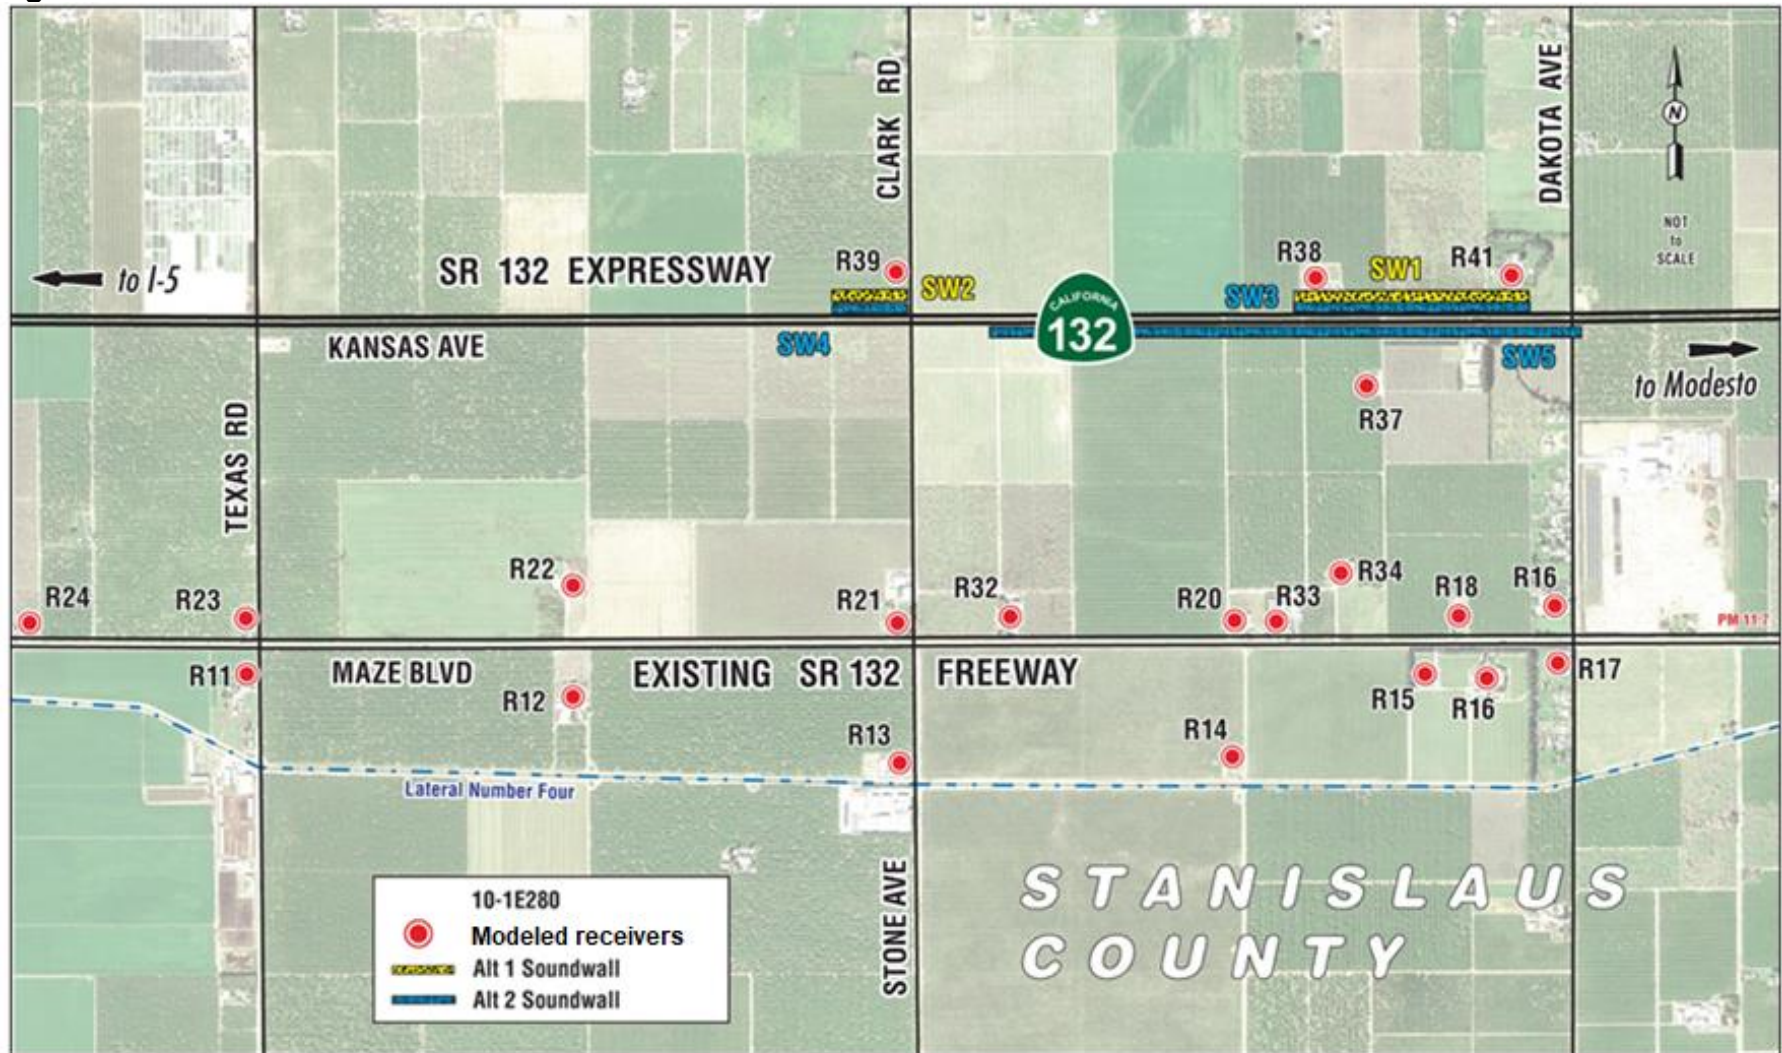 CLARK RD
DAKOTA AVE
N
NOT
to
SCALE
to I-5
SR 132 EXPRESSWAY
R39
SW2
R38
SW1
R41
SW3
CALIFORNIA
132
KANSAS AVE
SW4
SW5
to Modesto
R37
TEXAS RD
R24
R23
R22
R21
R32
R20
R33
R34
R18
R16
PM 11.7
R11
MAZE BLVD
R12
EXISTING SR 132 FREEWAY
R13
R14
R15
R16
R17
Lateral Number Four
STONE AVE
STANISLAUS
COUNTY
10-1E280
Modeled receivers
Alt 1 Soundwall
Alt 2 Soundwall